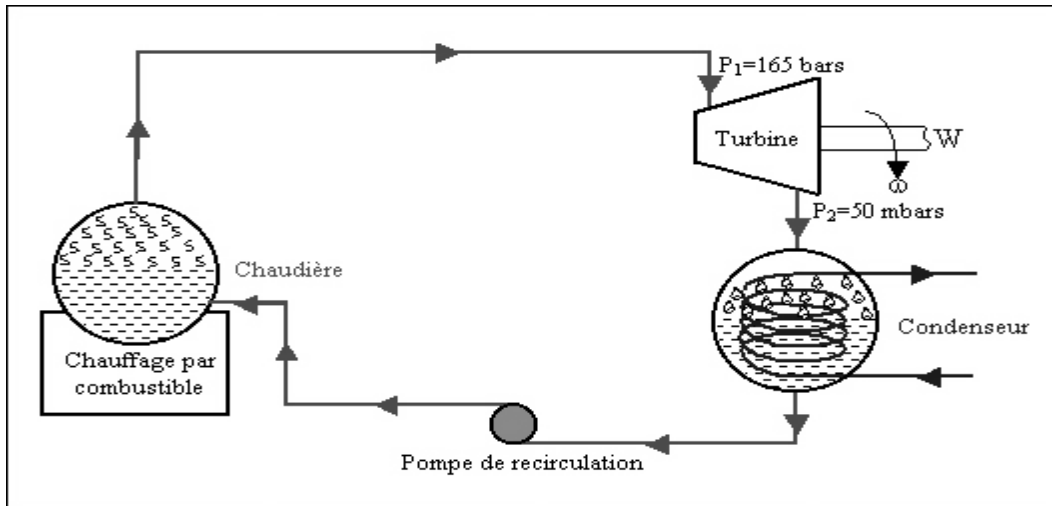 P₁=165 bars
Turbine
W
ω
P₂=50 mbars
Chaudière
Condenseur
Chauffage par
combustible
Pompe de recirculation